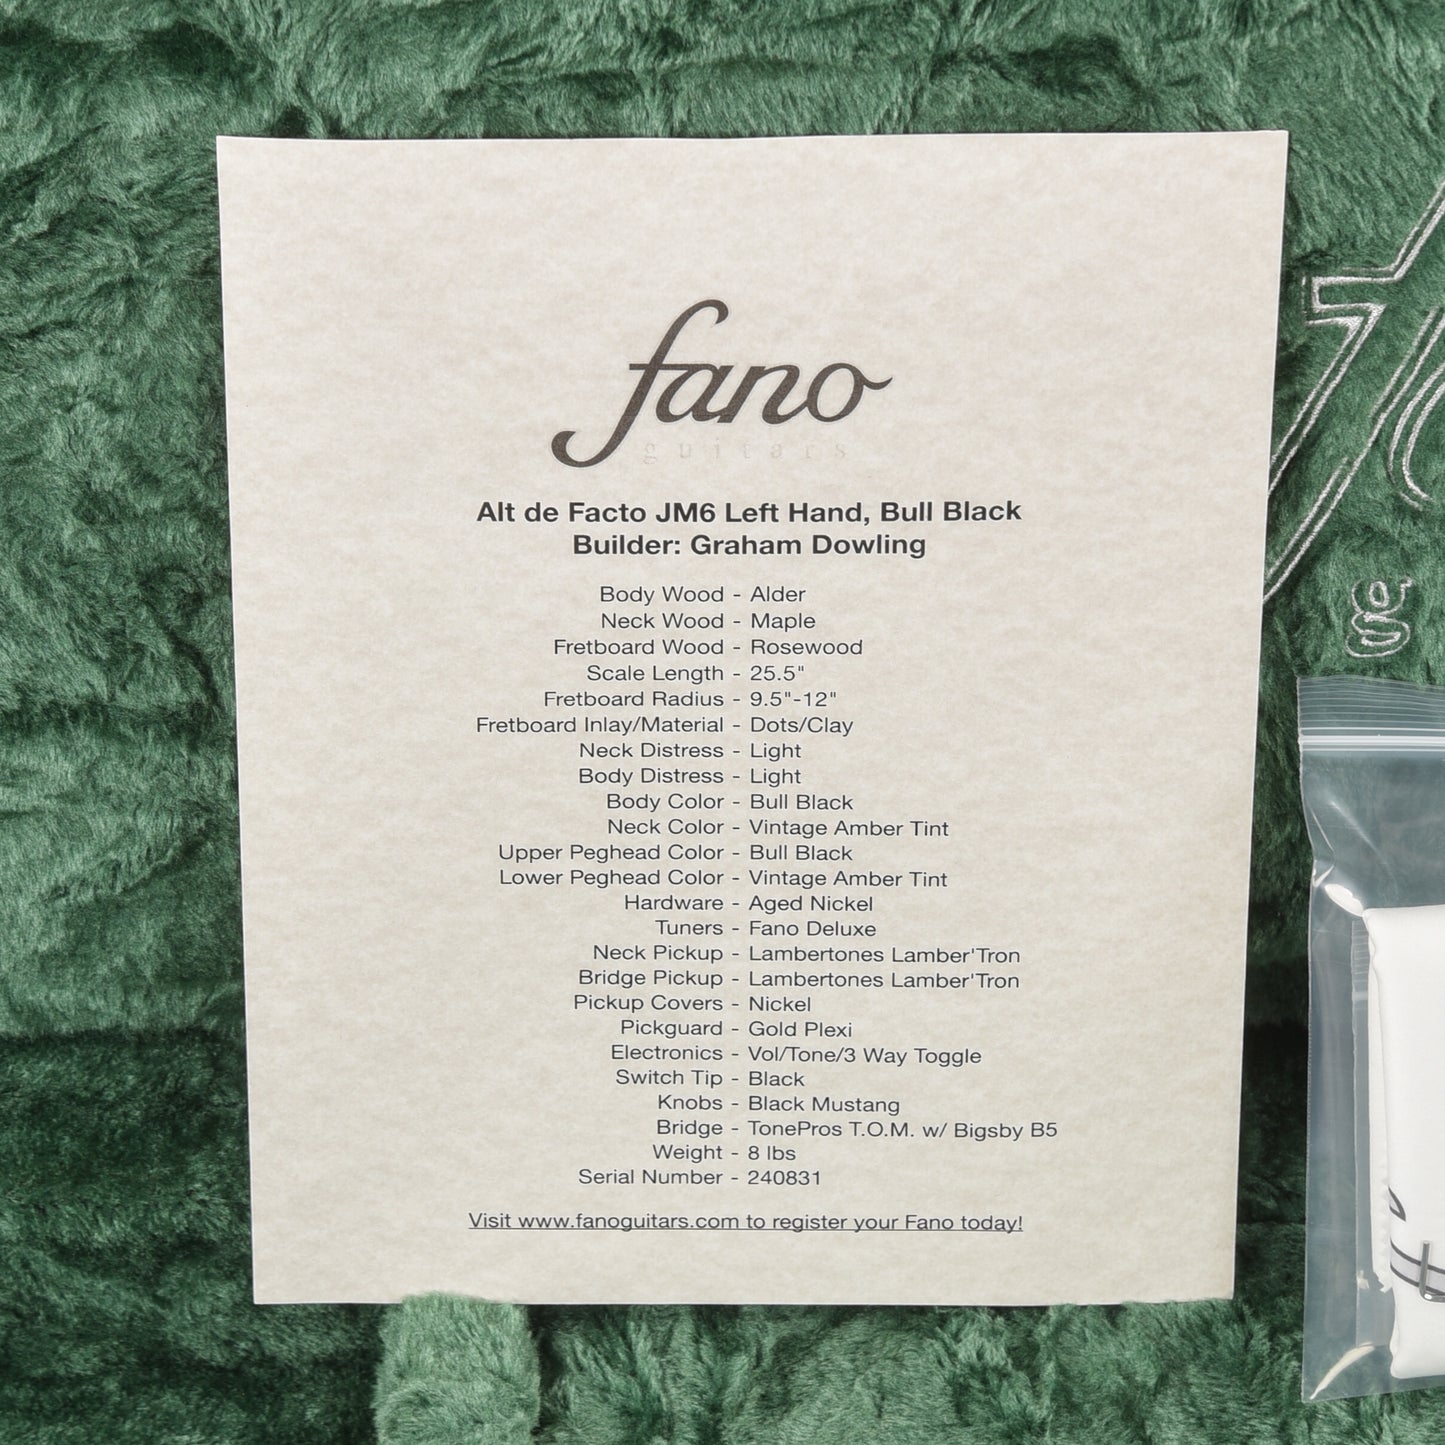 fano
guitars
Alt de Facto JM6 Left Hand, Bull Black
Builder: Graham Dowling
Body Wood - Alder
Neck Wood - Maple
Fretboard Wood - Rosewood
Scale Length - 25.5"
Fretboard Radius - 9.5"-12"
Fretboard Inlay/Material - Dots/Clay
Neck Distress - Light
Body Distress - Light
Body Color - Bull Black
Neck Color - Vintage Amber Tint
Upper Peghead Color - Bull Black
Lower Peghead Color - Vintage Amber Tint
Hardware - Aged Nickel
Tuners - Fano Deluxe
Neck Pickup - Lambertones Lamber'Tron
Bridge Pickup - Lambertones Lamber'Tron
Pickup Covers - Nickel
Pickguard - Gold Plexi
Electronics - Vol/Tone/3 Way Toggle
Switch Tip - Black
Knobs - Black Mustang
Bridge - TonePros T.O.M. w/ Bigsby B5
Weight - 8 lbs
Serial Number - 240831
Visit www.fanoguitars.com to register your Fano today!
g